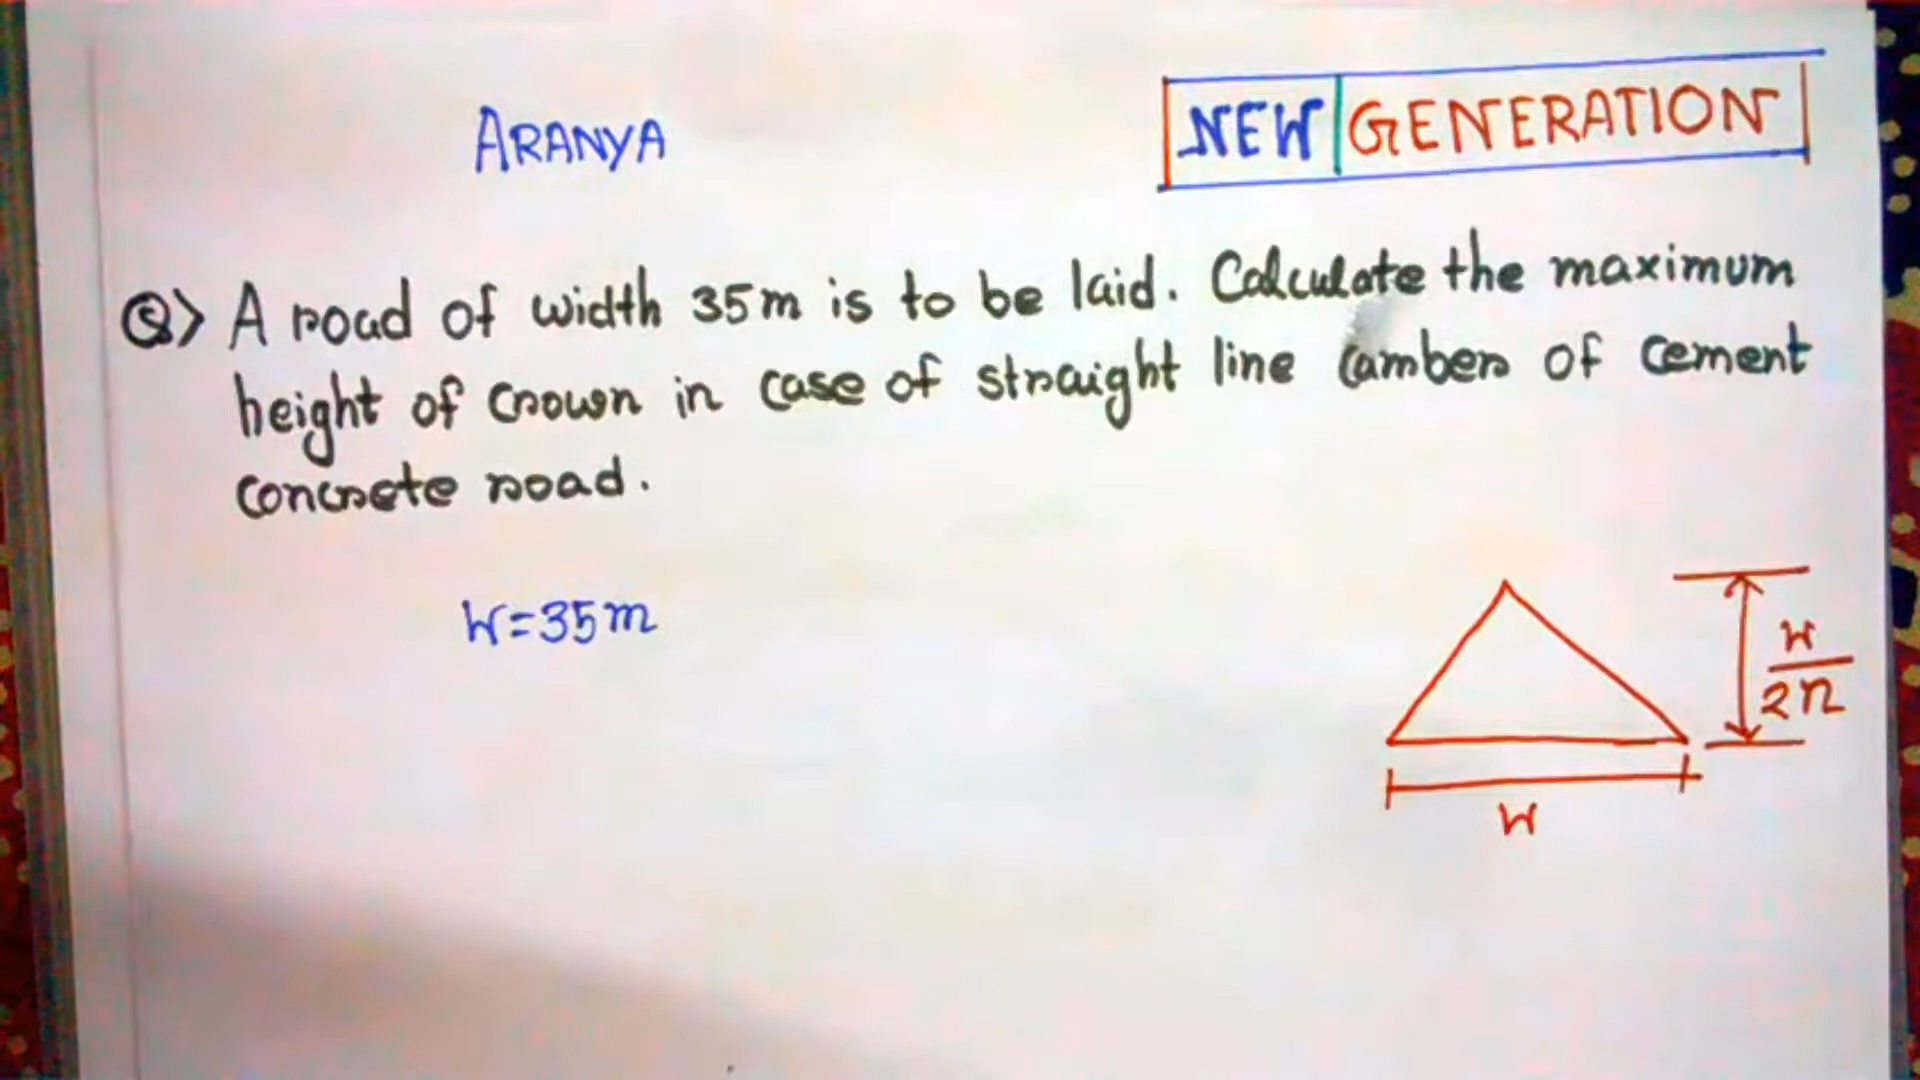 ARANYA
NEW GENERATION
Q> A road of width 35m is to be laid. Calculate the maximum
height of crown in case of straight line camber of cement
concrete road.
W=35m
W
2n
W